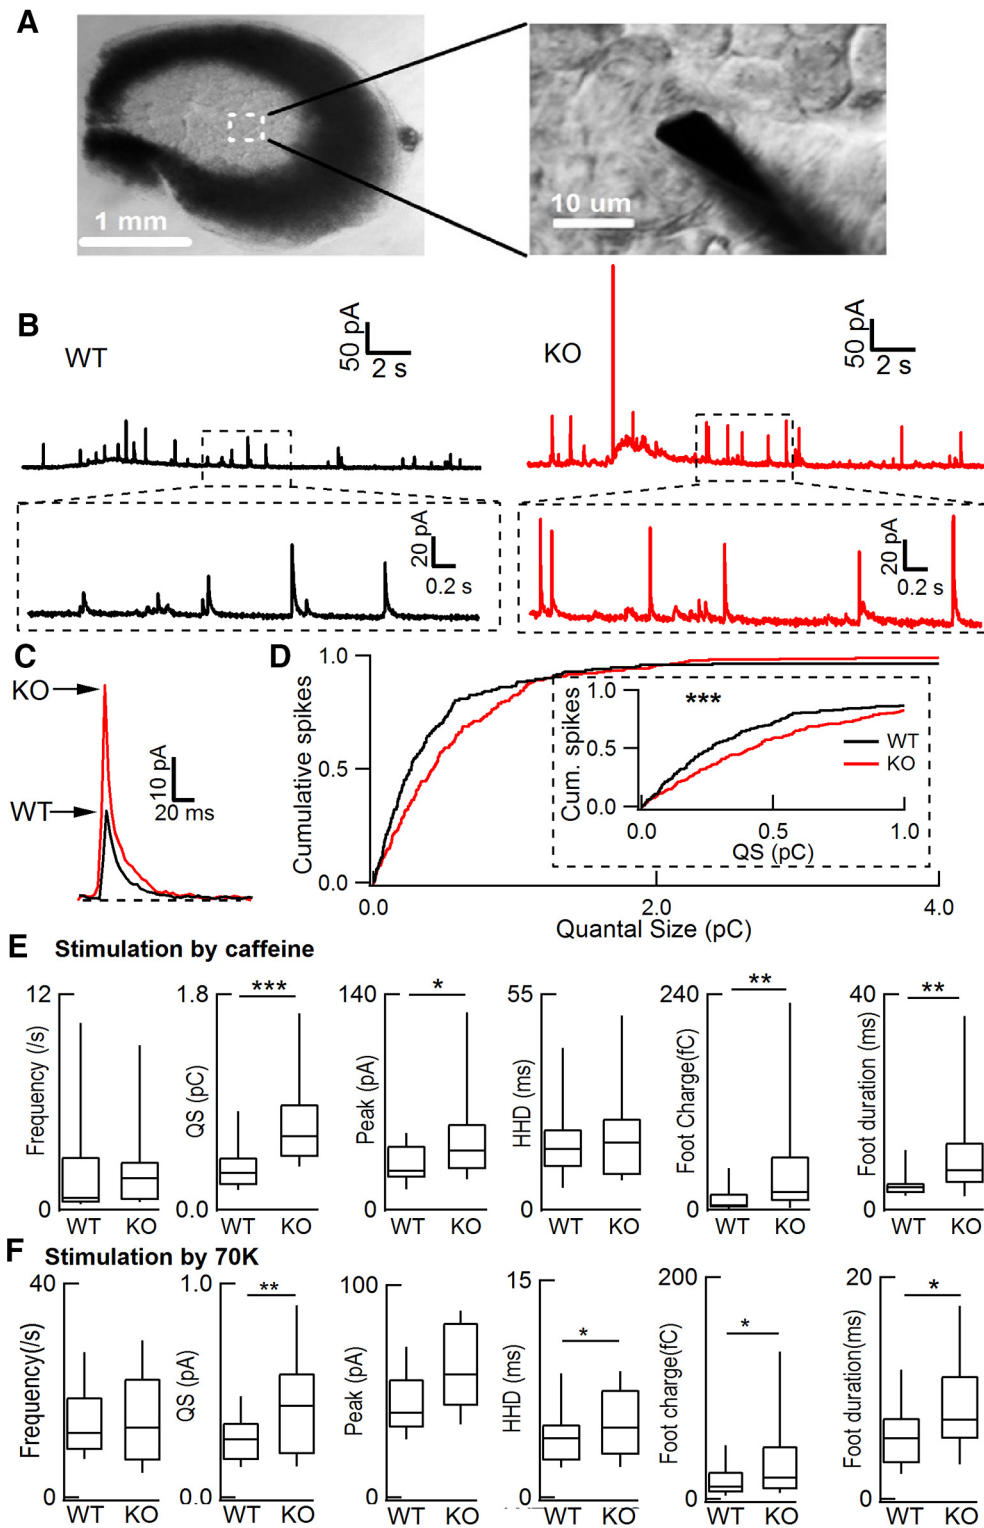 A
1 mm
10 um
B
WT
50 pA
2 s
KO
50 pA
2 s
20 pA
0.2 s
20 pA
0.2 s
C
KO
WT
10 pA
20 ms
D
Cumulative spikes
1.0
0.5
0.0
0.0
2.0
4.0
Quantal Size (pC)
Cum. spikes
1.0
0.5
0.0
***
WT
KO
0.0
0.5
1.0
QS (pC)
E Stimulation by caffeine
Frequency (/s)
12
0
WT KO
QS (pC)
1.8
0.0
***
WT KO
Peak (pA)
140
0
*
WT KO
HHD (ms)
55
0
WT KO
Foot Charge(fC)
240
0
**
WT KO
Foot duration (ms)
40
0
**
WT KO
F Stimulation by 70K
Frequency(/s)
40
0
WT KO
QS (pA)
1.0
0.0
**
WT KO
Peak (pA)
100
0
WT KO
HHD (ms)
15
0
*
WT KO
Foot charge(fC)
200
0
*
WT KO
Foot duration(ms)
20
0
*
WT KO